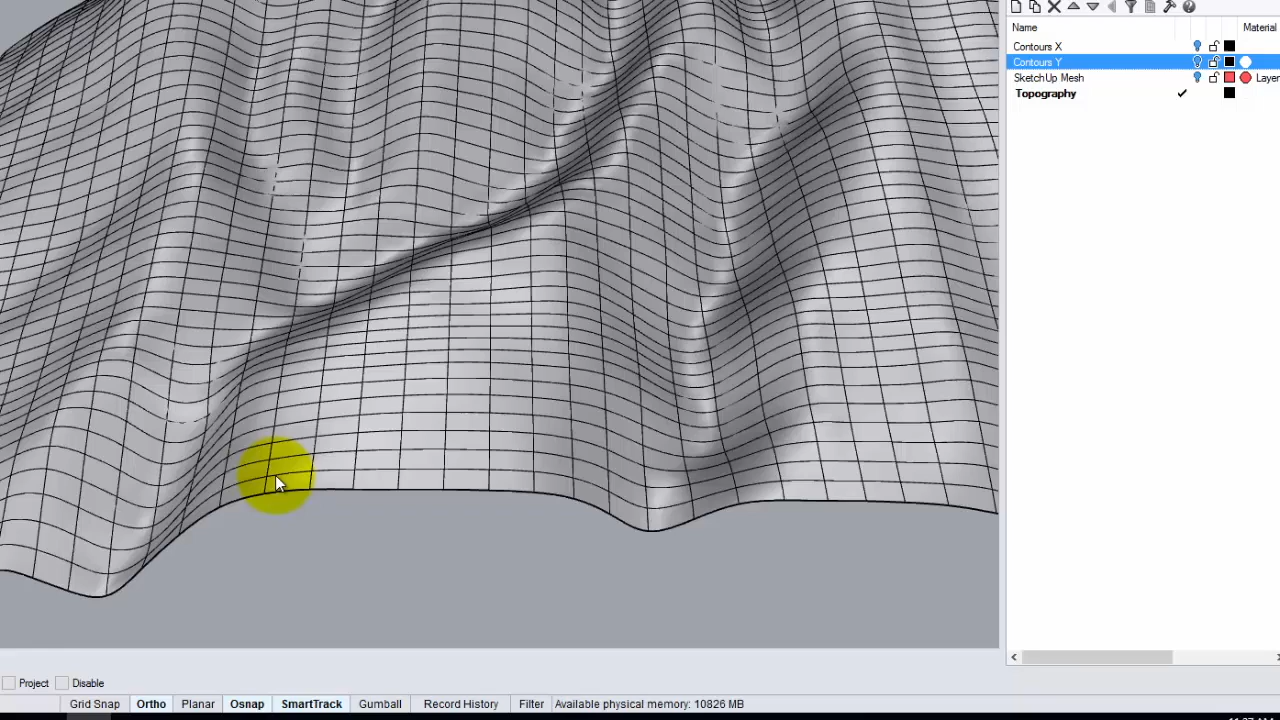 Name Material
Contours X
Contours Y
SketchUp Mesh Layer
Topography
Project Disable
Grid Snap Ortho Planar Osnap SmartTrack Gumball Record History Filter Available physical memory: 10826 MB